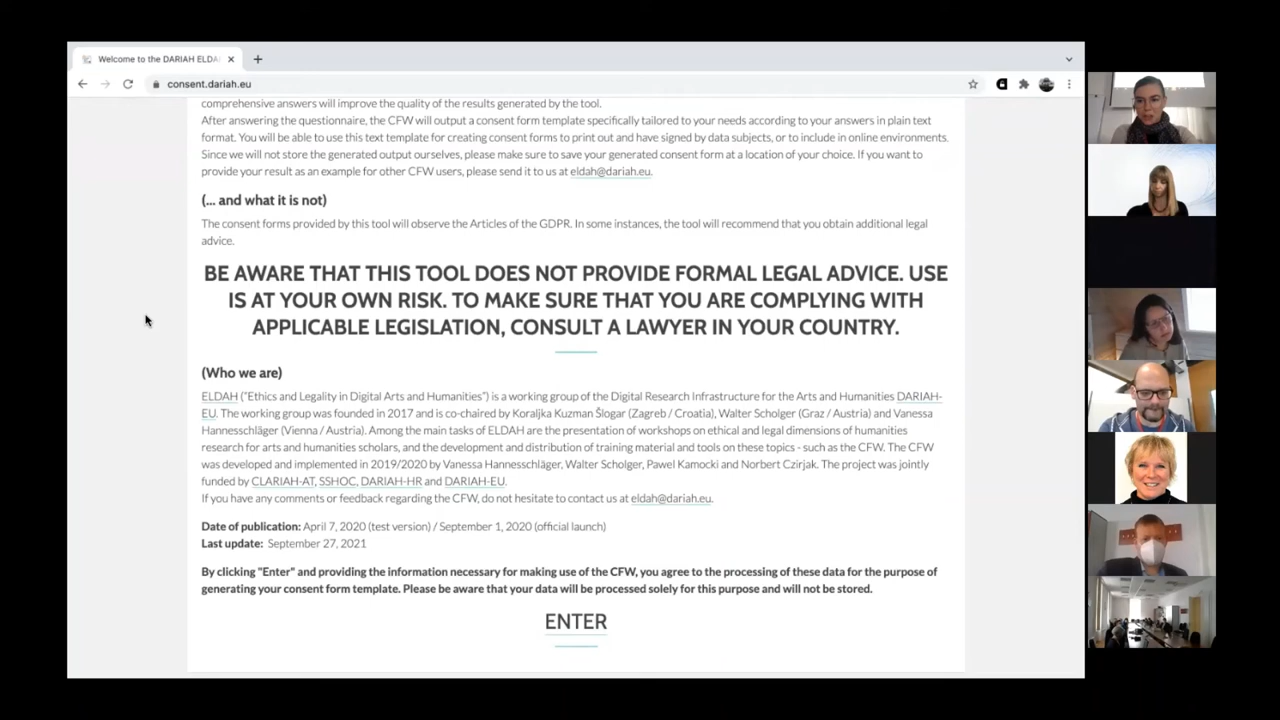 Welcome to the DARIAH ELDA
consent.dariah.eu
comprehensive answers will improve the quality of the results generated by the tool.
After answering the questionnaire, the CFW will output a consent form template specifically tailored to your needs according to your answers in plain text
format. You will be able to use this text template for creating consent forms to print out and have signed by data subjects, or to include in online environments.
Since we will not store the generated output ourselves, please make sure to save your generated consent form at a location of your choice. If you want to
provide your result as an example for other CFW users, please send it to us at eldah@dariah.eu.
(... and what it is not)
The consent forms provided by this tool will observe the Articles of the GDPR. In some instances, the tool will recommend that you obtain additional legal
advice.
BE AWARE THAT THIS TOOL DOES NOT PROVIDE FORMAL LEGAL ADVICE. USE
IS AT YOUR OWN RISK. TO MAKE SURE THAT YOU ARE COMPLYING WITH
APPLICABLE LEGISLATION, CONSULT A LAWYER IN YOUR COUNTRY.
(Who we are)
ELDAH ("Ethics and Legality in Digital Arts and Humanities") is a working group of the Digital Research Infrastructure for the Arts and Humanities DARIAH-
EU. The working group was founded in 2017 and is co-chaired by Koraljka Kuzman Šlogar (Zagreb / Croatia), Walter Scholger (Graz / Austria) and Vanessa
Hannesschläger (Vienna / Austria). Among the main tasks of ELDAH are the presentation of workshops on ethical and legal dimensions of humanities
research for arts and humanities scholars, and the development and distribution of training material and tools on these topics - such as the CFW. The CFW
was developed and implemented in 2019/2020 by Vanessa Hannesschläger, Walter Scholger, Pawel Kamocki and Norbert Czirjak. The project was jointly
funded by CLARIAH-AT, SSHOC, DARIAH-HR and DARIAH-EU.
If you have any comments or feedback regarding the CFW, do not hesitate to contact us at eldah@dariah.eu.
Date of publication: April 7, 2020 (test version) / September 1, 2020 (official launch)
Last update: September 27, 2021
By clicking "Enter" and providing the information necessary for making use of the CFW, you agree to the processing of these data for the purpose of
generating your consent form template. Please be aware that your data will be processed solely for this purpose and will not be stored.
ENTER